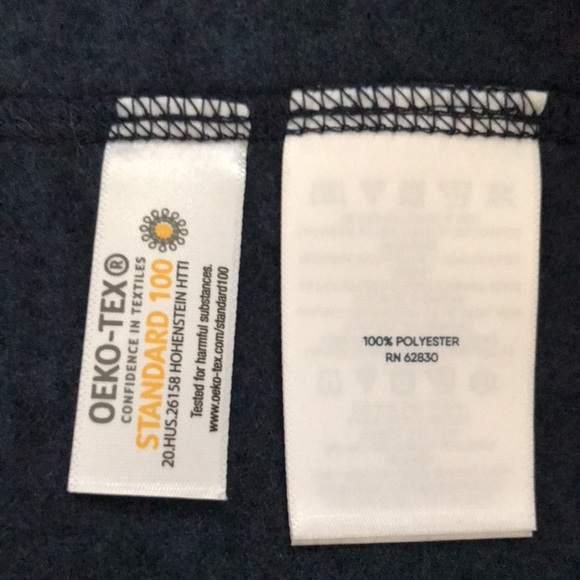 OEKO-TEX®
CONFIDENCE IN TEXTILES
STANDARD 100
20.HUS.26158 HOHENSTEIN HTTI
Tested for harmful substances.
www.oeko-tex.com/standard100
100% POLYESTER
RN 62830